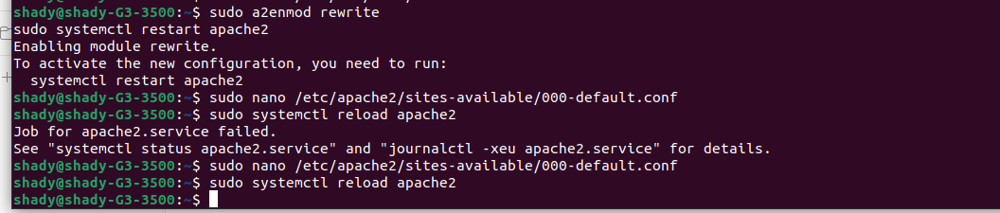 shady@shady-G3-3500:~$ sudo a2enmod rewrite
sudo systemctl restart apache2
Enabling module rewrite.
To activate the new configuration, you need to run:
  systemctl restart apache2
shady@shady-G3-3500:~$ sudo nano /etc/apache2/sites-available/000-default.conf
shady@shady-G3-3500:~$ sudo systemctl reload apache2
Job for apache2.service failed.
See "systemctl status apache2.service" and "journalctl -xeu apache2.service" for details.
shady@shady-G3-3500:~$ sudo nano /etc/apache2/sites-available/000-default.conf
shady@shady-G3-3500:~$ sudo systemctl reload apache2
shady@shady-G3-3500:~$